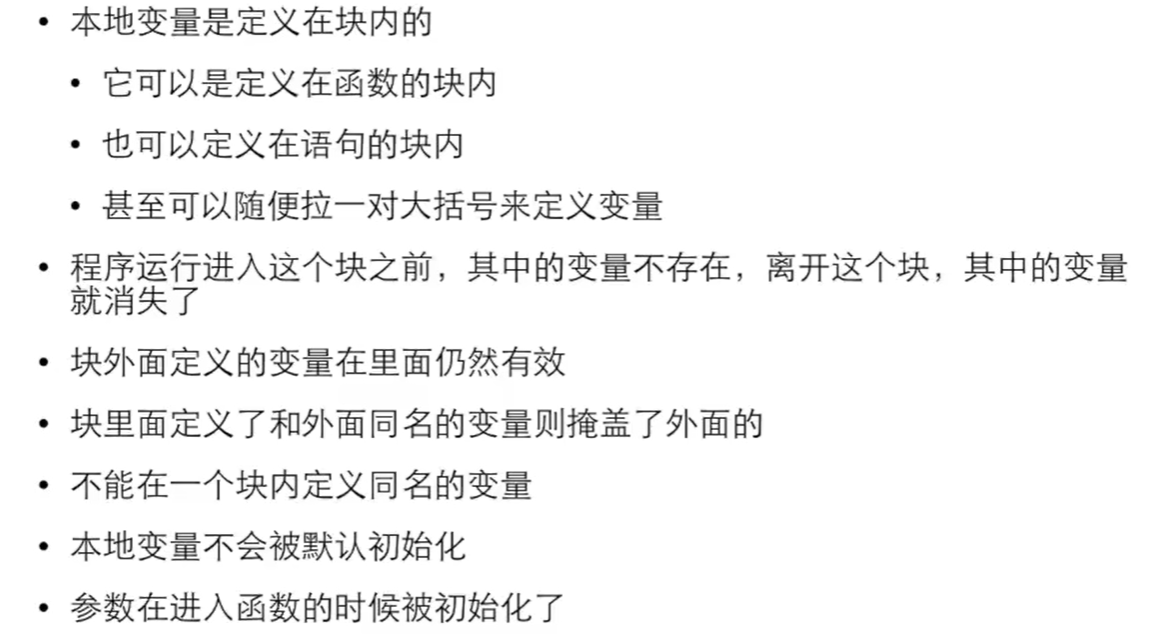 • 本地变量是定义在块内的
• 它可以是定义在函数的块内
• 也可以定义在语句的块内
• 甚至可以随便拉一对大括号来定义变量
• 程序运行进入这个块之前，其中的变量不存在，离开这个块，其中的变量
就消失了
• 块外面定义的变量在里面仍然有效
• 块里面定义了和外面同名的变量则掩盖了外面的
• 不能在一个块内定义同名的变量
• 本地变量不会被默认初始化
• 参数在进入函数的时候被初始化了